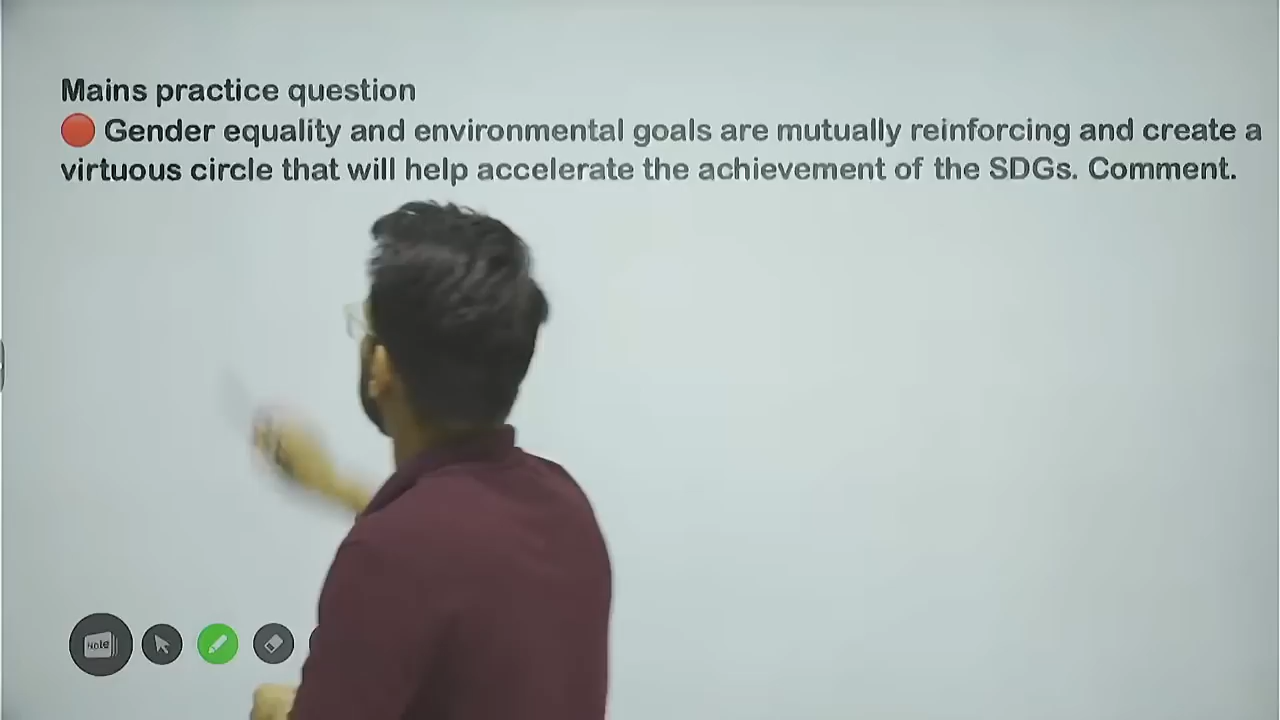 Mains practice question
Gender equality and environmental goals are mutually reinforcing and create a
virtuous circle that will help accelerate the achievement of the SDGs. Comment.
Note